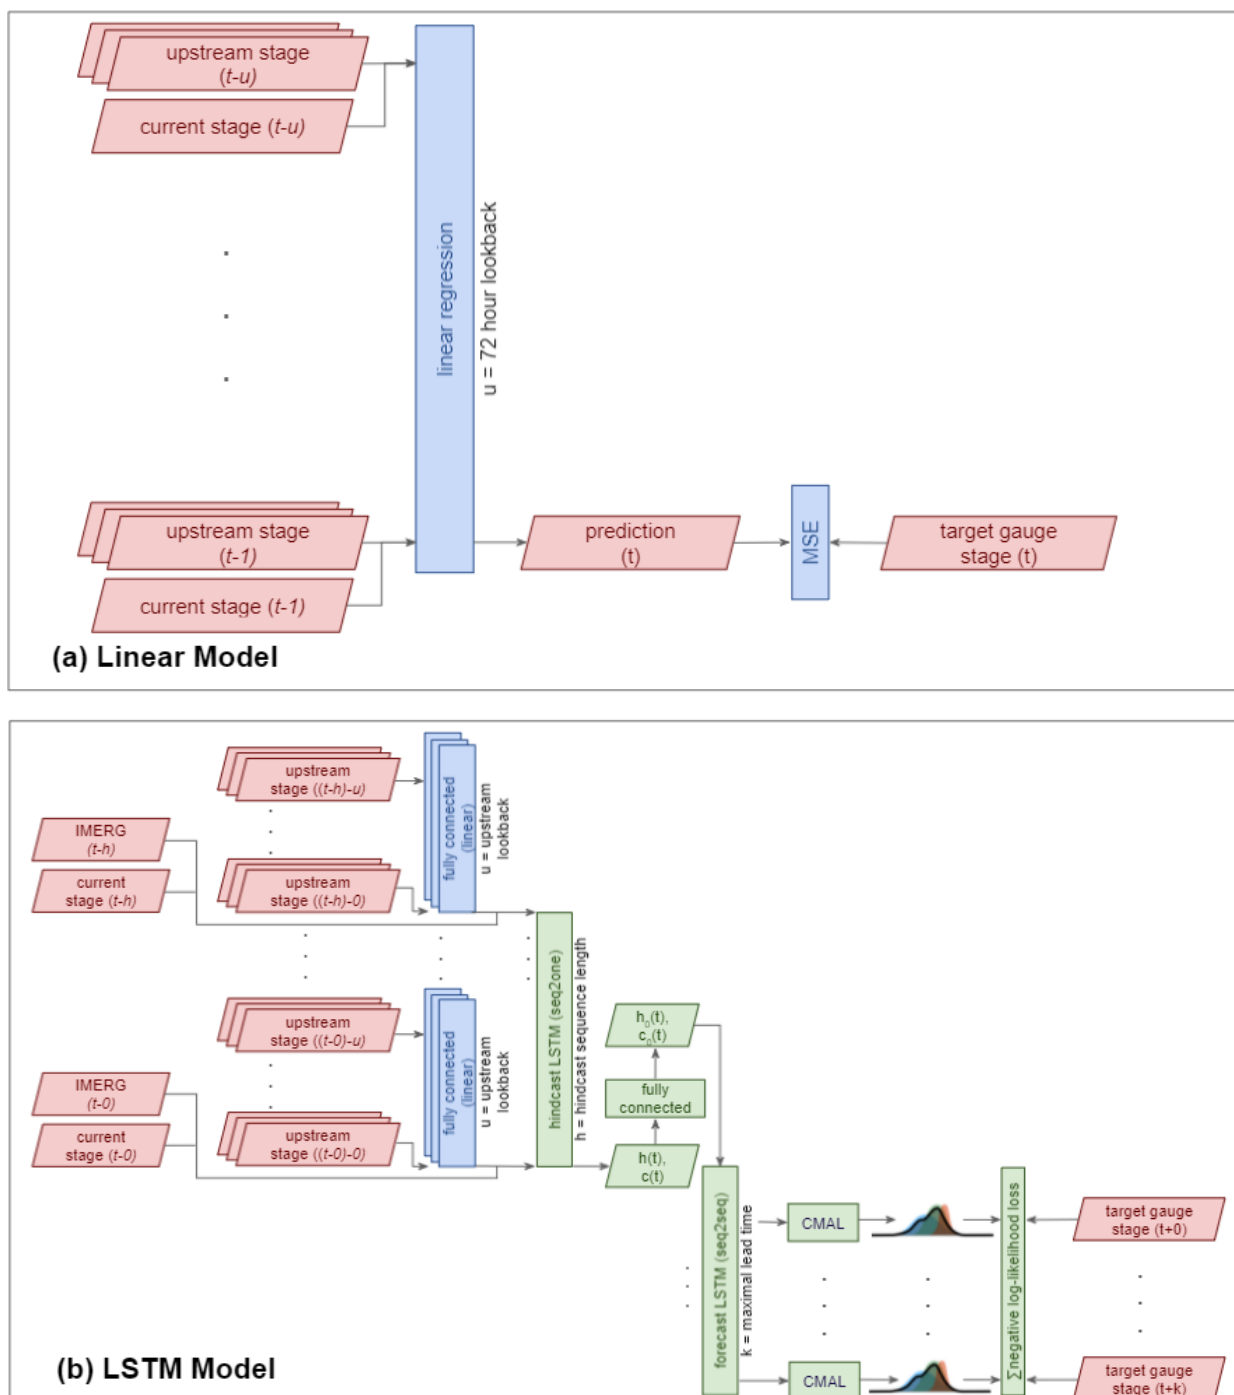 upstream stage
(t-u)
current stage (t-u)
linear regression
u = 72 hour lookback
upstream stage
(t-1)
current stage (t-1)
prediction
(t)
MSE
target gauge
stage (t)
(a) Linear Model
upstream
stage ((t-h)-u)
fully connected
(linear)
u = upstream
lookback
IMERG
(t-h)
current
stage (t-h)
upstream
stage ((t-h)-0)
hindcast LSTM (seq2one)
h = hindcast sequence length
upstream
stage ((t-0)-u)
fully connected
(linear)
u = upstream
lookback
IMERG
(t-0)
current
stage (t-0)
upstream
stage ((t-0)-0)
h₀(t),
c₀(t)
fully
connected
h(t),
c(t)
forecast LSTM (seq2seq)
k = maximal lead time
CMAL
Σnegative log-likelihood loss
target gauge
stage (t+0)
CMAL
target gauge
stage (t+k)
(b) LSTM Model